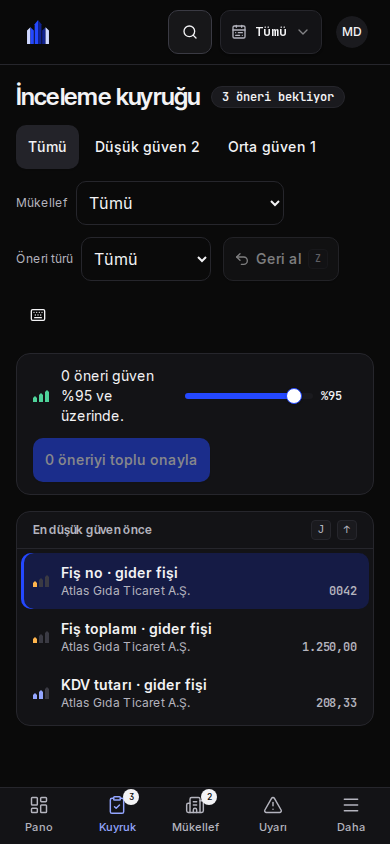 Tümü
MD
İnceleme kuyruğu
3 öneri bekliyor
Tümü
Düşük güven 2
Orta güven 1
Mükellef
Tümü
Öneri türü
Tümü
Geri al
Z
0 öneri güven
%95 ve
üzerinde.
%95
0 öneriyi toplu onayla
En düşük güven önce
J
↑
Fiş no · gider fişi
Atlas Gıda Ticaret A.Ş.
0042
Fiş toplamı · gider fişi
Atlas Gıda Ticaret A.Ş.
1.250,00
KDV tutarı · gider fişi
Atlas Gıda Ticaret A.Ş.
208,33
3
2
Pano
Kuyruk
Mükellef
Uyarı
Daha